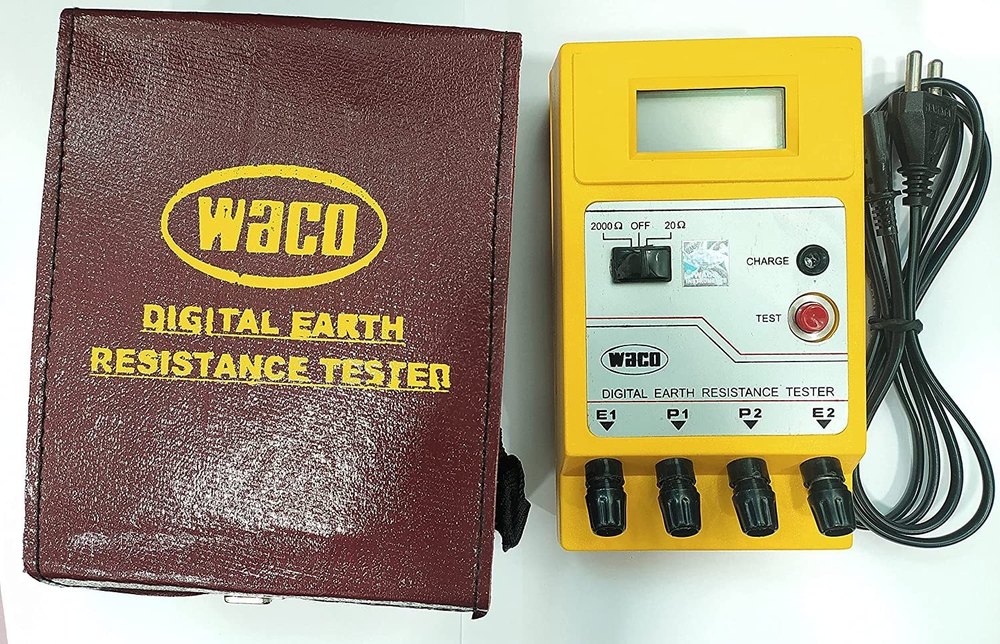 waco
DIGITAL EARTH
RESISTANCE TESTER
2000Ω OFF 20Ω
CHARGE
TEST
waco
DIGITAL EARTH RESISTANCE TESTER
E1 P1 P2 E2